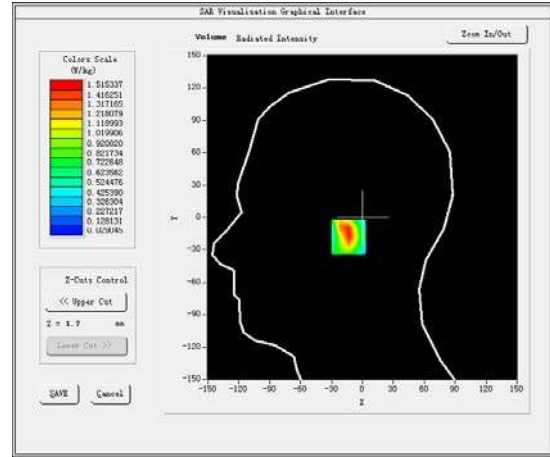 SAR Visualisation Graphical Interface
Volume Radiated Intensity
Zoom In/Out
Colors Scale
(W/kg)
1.515337
1.416251
1.317165
1.218079
1.118993
1.019906
0.920820
0.821734
0.722648
0.623562
0.524476
0.425390
0.326304
0.227217
0.128131
0.029045
Z-Cuts Control
<< Upper Cut
Z = 1.7 mm
Lower Cut >>
SAVE Cancel
150
120
90
60
30
0
-30
-60
-90
-120
-150
Y
-150 -120 -90 -60 -30 0 30 60 90 120 150
X